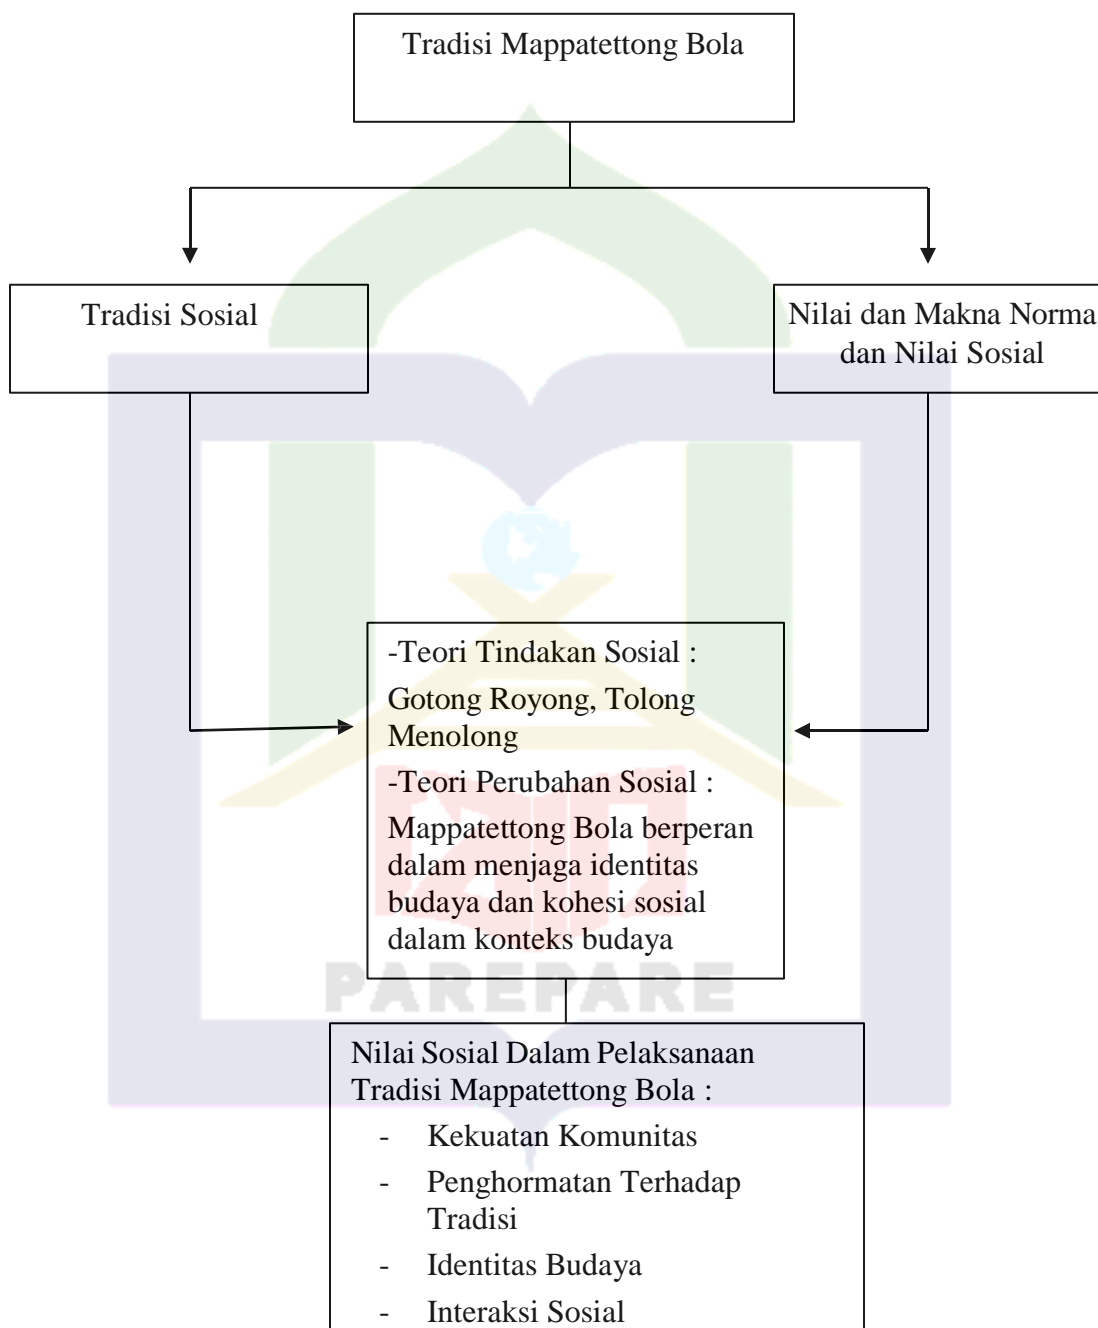 Tradisi Mappatettong Bola
Tradisi Sosial
Nilai dan Makna Norma
dan Nilai Sosial
-Teori Tindakan Sosial :
Gotong Royong, Tolong
Menolong
-Teori Perubahan Sosial :
Mappatettong Bola berperan
dalam menjaga identitas
budaya dan kohesi sosial
dalam konteks budaya
PAREPARE
Nilai Sosial Dalam Pelaksanaan
Tradisi Mappatettong Bola :
- Kekuatan Komunitas
- Penghormatan Terhadap
Tradisi
- Identitas Budaya
- Interaksi Sosial